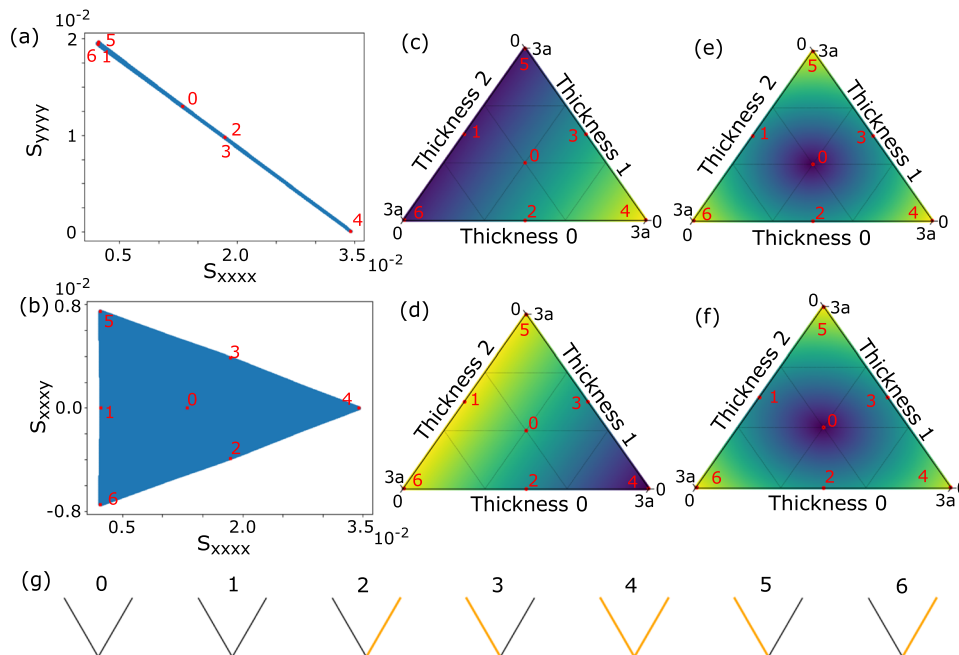 (a)
10⁻²
2
1
0
S_yyyy
5
6
1
0
2
3
4
0.5
2.0
3.5
10⁻²
S_xxxx
(c)
0
3a
Thickness 2
Thickness 1
5
1
3
0
6
2
4
3a
0
0
3a
Thickness 0
(e)
0
3a
Thickness 2
Thickness 1
5
1
3
0
6
2
4
3a
0
0
3a
Thickness 0
(b)
10⁻²
0.8
0.0
-0.8
S_xxxy
5
3
1
0
4
2
6
0.5
2.0
3.5
10⁻²
S_xxxx
(d)
0
3a
Thickness 2
Thickness 1
5
1
3
0
6
2
4
3a
0
0
3a
Thickness 0
(f)
0
3a
Thickness 2
Thickness 1
5
1
3
0
6
2
4
3a
0
0
3a
Thickness 0
(g)
0 1 2 3 4 5 6